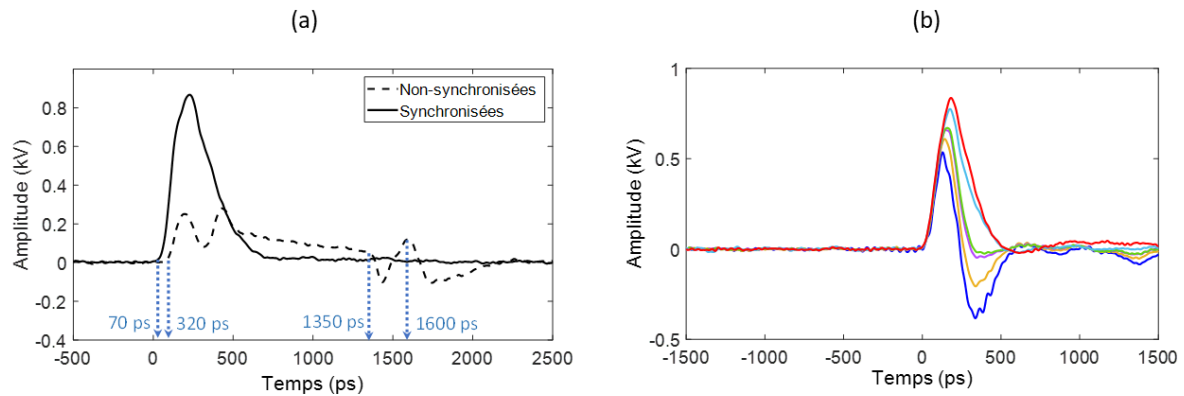 (a)
(b)
Non-synchronisées
Synchronisées
0.8
0.6
0.4
0.2
0
-0.2
-0.4
Amplitude (kV)
70 ps
320 ps
1350 ps
1600 ps
-500
0
500
1000
1500
2000
2500
Temps (ps)
1
0.5
0
-0.5
Amplitude (kV)
-1500
-1000
-500
0
500
1000
1500
Temps (ps)